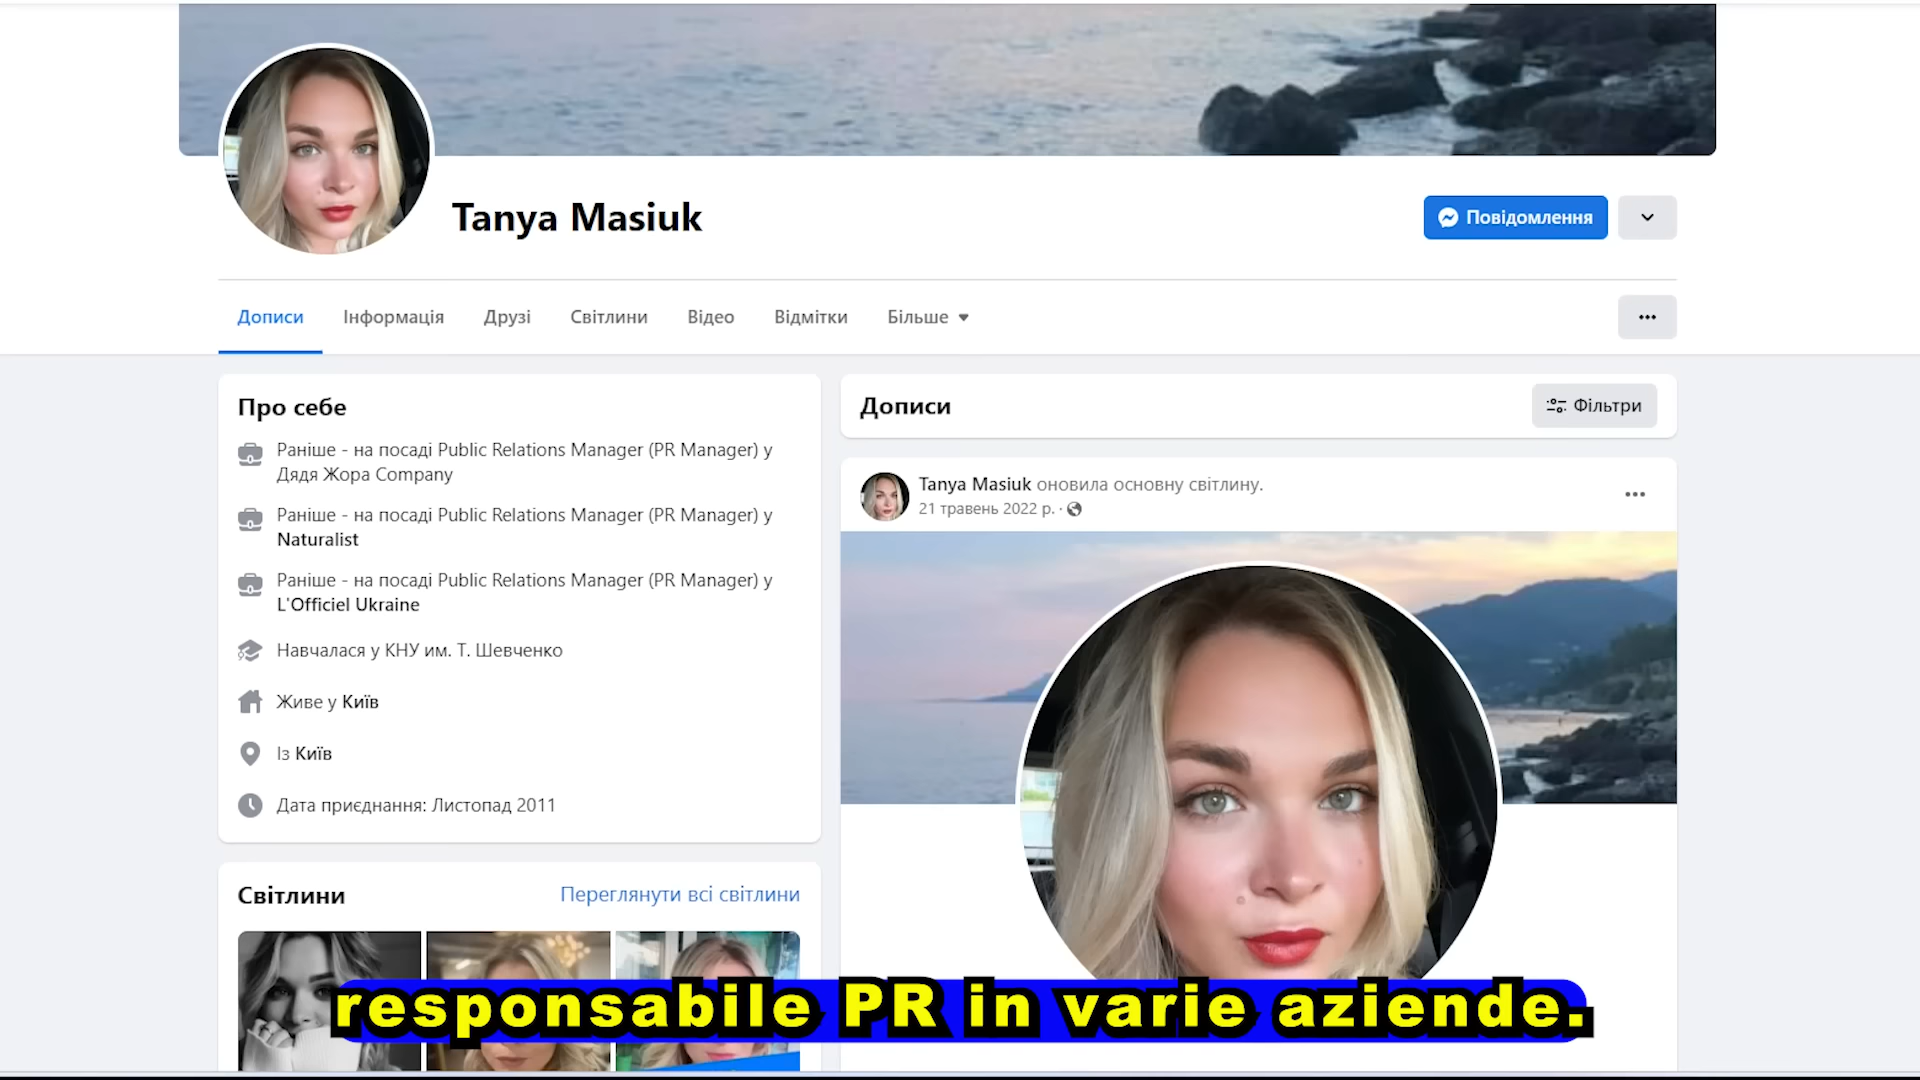 Tanya Masiuk
Повідомлення
Дописи Інформація Друзі Світлини Відео Відмітки Більше
Про себе
Раніше - на посаді Public Relations Manager (PR Manager) у
Дядя Жора Company
Раніше - на посаді Public Relations Manager (PR Manager) у
Naturalist
Раніше - на посаді Public Relations Manager (PR Manager) у
L'Officiel Ukraine
Навчалася у КНУ им. Т. Шевченко
Живе у Київ
Із Київ
Дата приєднання: Листопад 2011
Світлини
Переглянути всі світлини
Дописи
Фільтри
Tanya Masiuk оновила основну світлину.
21 травень 2022 р. ·
responsabile PR in varie aziende.